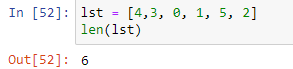 In [52]: lst = [4,3, 0, 1, 5, 2]
len(lst)
Out[52]: 6